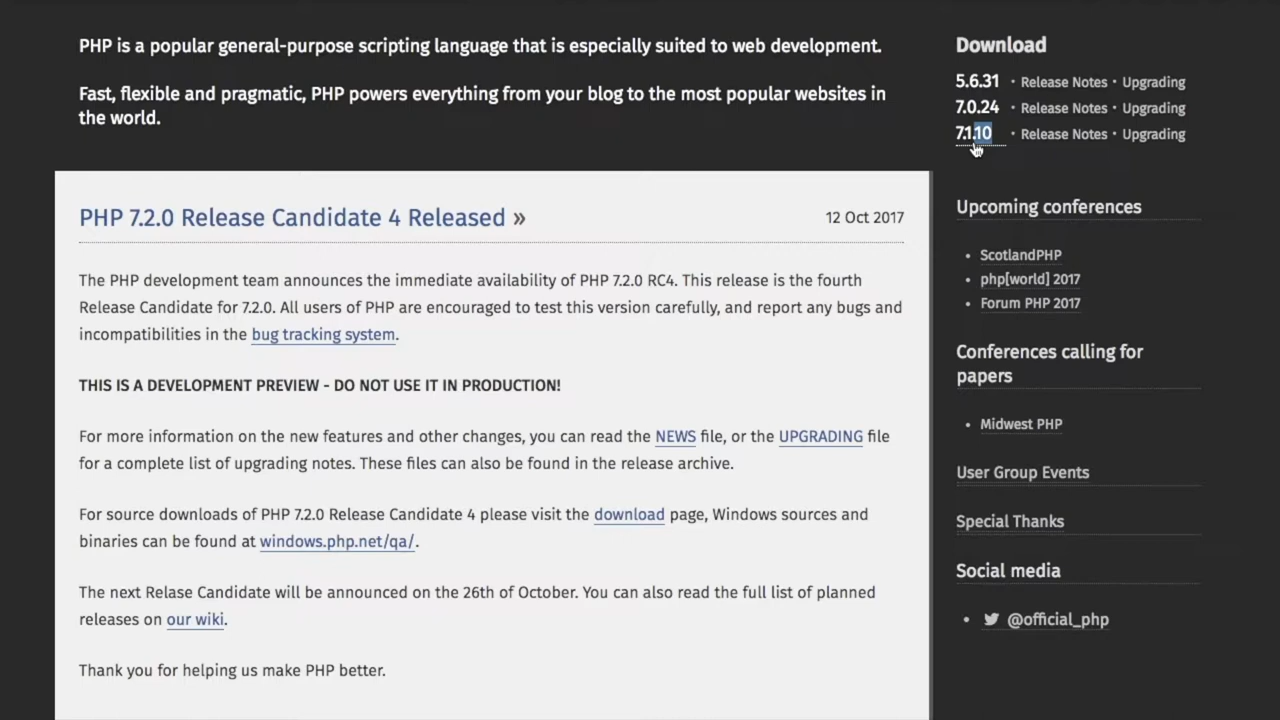 PHP is a popular general-purpose scripting language that is especially suited to web development.
Fast, flexible and pragmatic, PHP powers everything from your blog to the most popular websites in
the world.
Download
5.6.31 · Release Notes · Upgrading
7.0.24 · Release Notes · Upgrading
7.1.10 · Release Notes · Upgrading
PHP 7.2.0 Release Candidate 4 Released »
12 Oct 2017
The PHP development team announces the immediate availability of PHP 7.2.0 RC4. This release is the fourth
Release Candidate for 7.2.0. All users of PHP are encouraged to test this version carefully, and report any bugs and
incompatibilities in the bug tracking system.
THIS IS A DEVELOPMENT PREVIEW - DO NOT USE IT IN PRODUCTION!
For more information on the new features and other changes, you can read the NEWS file, or the UPGRADING file
for a complete list of upgrading notes. These files can also be found in the release archive.
For source downloads of PHP 7.2.0 Release Candidate 4 please visit the download page, Windows sources and
binaries can be found at windows.php.net/qa/.
The next Relase Candidate will be announced on the 26th of October. You can also read the full list of planned
releases on our wiki.
Thank you for helping us make PHP better.
Upcoming conferences
• ScotlandPHP
• php[world] 2017
• Forum PHP 2017
Conferences calling for
papers
• Midwest PHP
User Group Events
Special Thanks
Social media
• @official_php